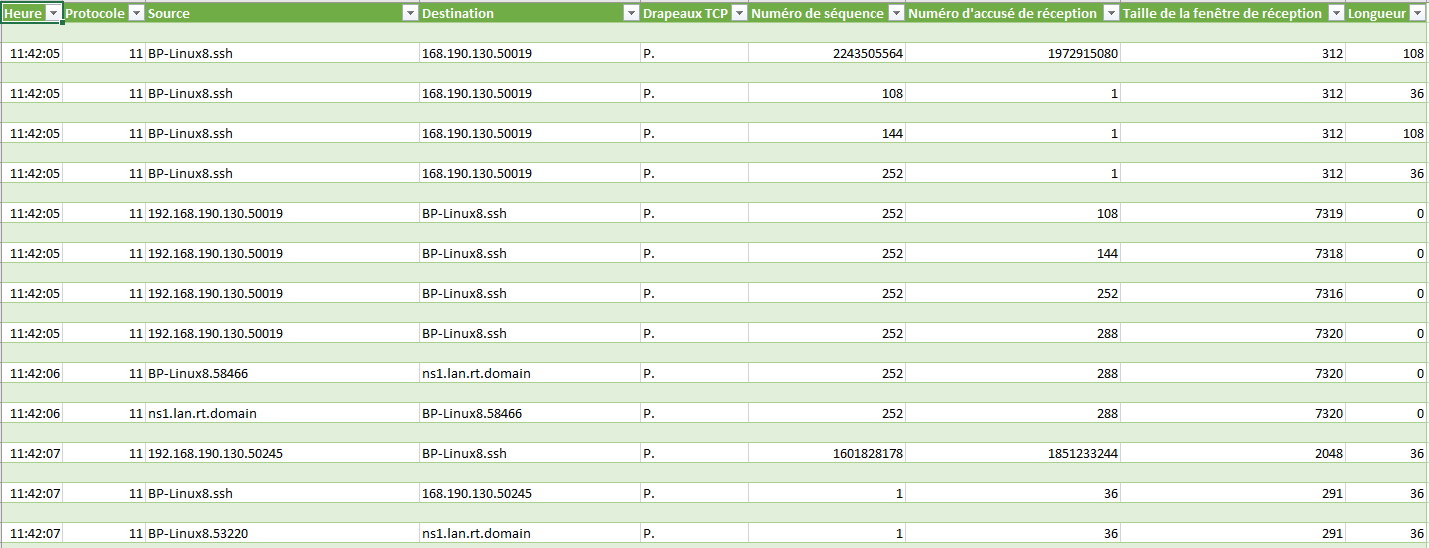 Heure Protocole Source Destination Drapeaux TCP Numéro de séquence Numéro d'accusé de réception Taille de la fenêtre de réception Longueur
11:42:05 11 BP-Linux8.ssh 168.190.130.50019 P. 2243505564 1972915080 312 108
11:42:05 11 BP-Linux8.ssh 168.190.130.50019 P. 108 1 312 36
11:42:05 11 BP-Linux8.ssh 168.190.130.50019 P. 144 1 312 108
11:42:05 11 BP-Linux8.ssh 168.190.130.50019 P. 252 1 312 36
11:42:05 11 192.168.190.130.50019 BP-Linux8.ssh P. 252 108 7319 0
11:42:05 11 192.168.190.130.50019 BP-Linux8.ssh P. 252 144 7318 0
11:42:05 11 192.168.190.130.50019 BP-Linux8.ssh P. 252 252 7316 0
11:42:05 11 192.168.190.130.50019 BP-Linux8.ssh P. 252 288 7320 0
11:42:06 11 BP-Linux8.58466 ns1.lan.rt.domain P. 252 288 7320 0
11:42:06 11 ns1.lan.rt.domain BP-Linux8.58466 P. 252 288 7320 0
11:42:07 11 192.168.190.130.50245 BP-Linux8.ssh P. 1601828178 1851233244 2048 36
11:42:07 11 BP-Linux8.ssh 168.190.130.50245 P. 1 36 291 36
11:42:07 11 BP-Linux8.53220 ns1.lan.rt.domain P. 1 36 291 36